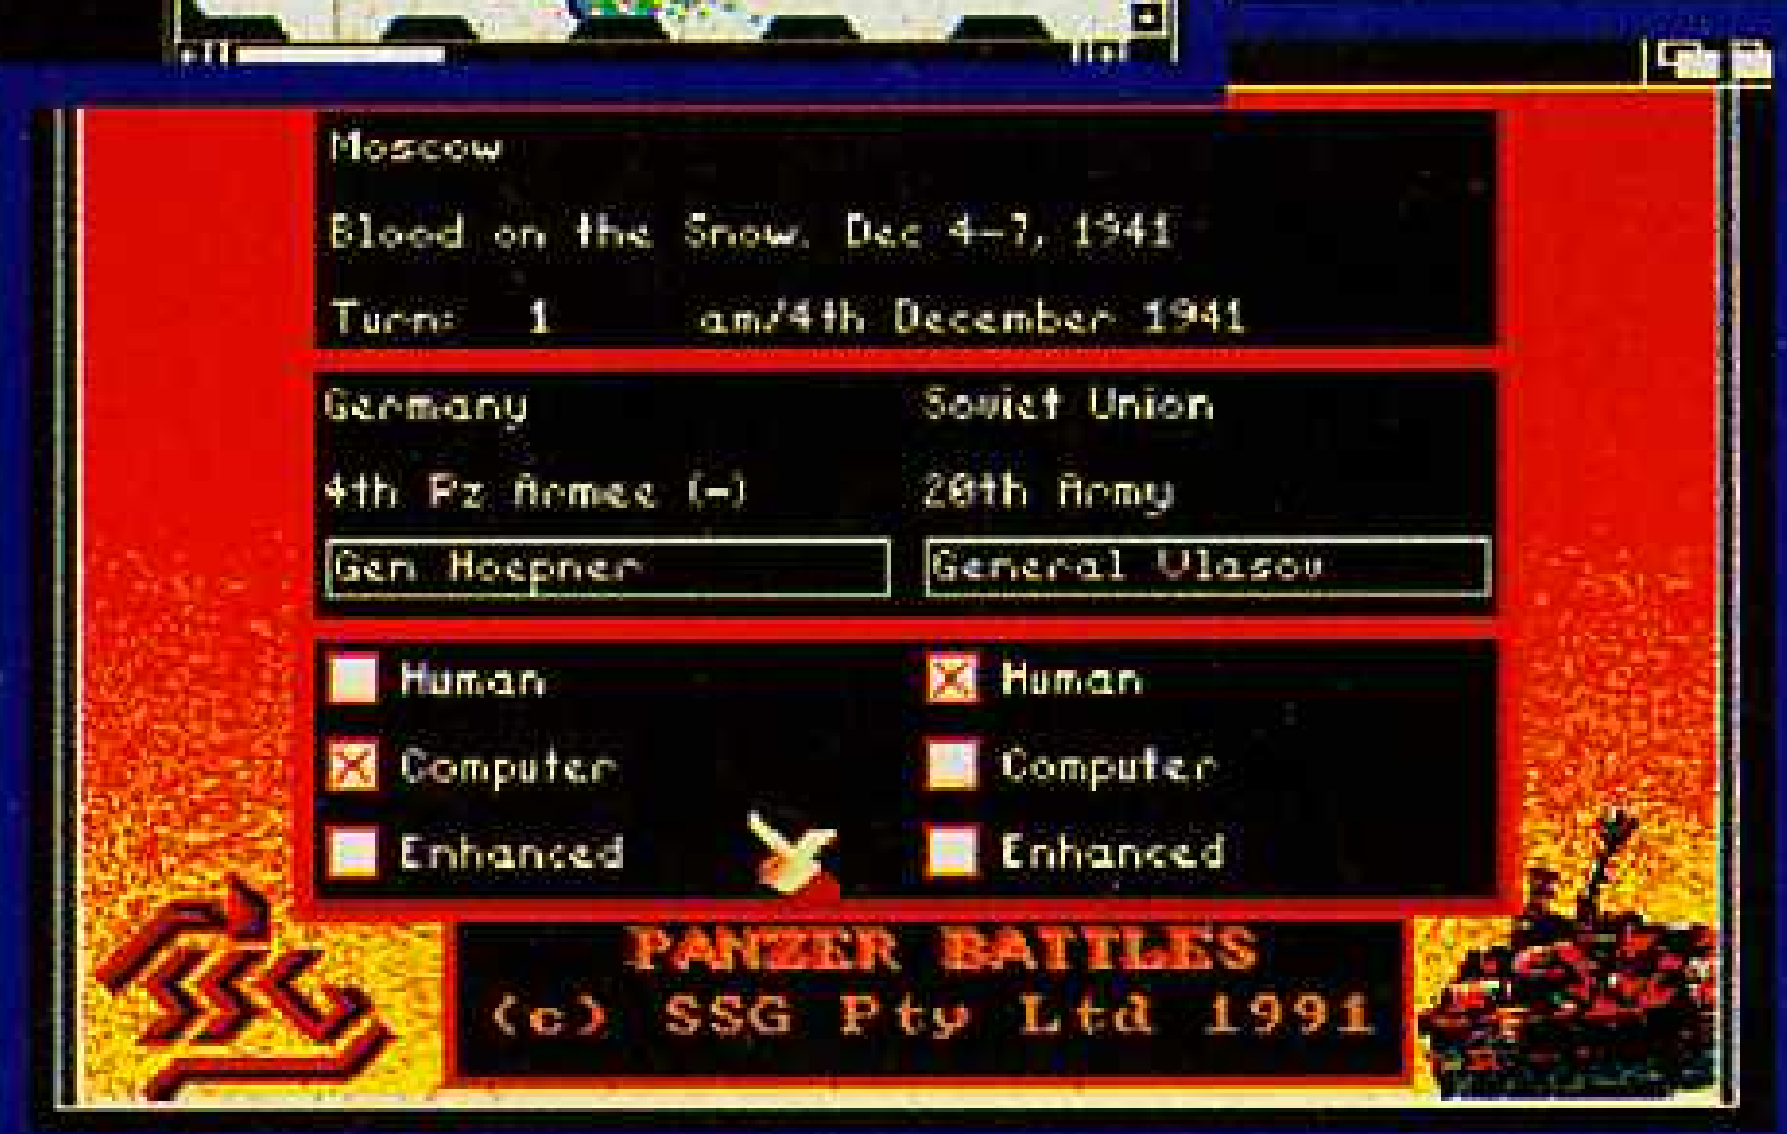 Moscow
Blood on the Snow. Dec 4-?, 1941
Turn: 1 am/4th December 1941
Germany Soviet Union
4th Pz Armee (-) 20th Army
Gen Hoepner General Vlasov
Human Human
Computer Computer
Enhanced Enhanced
SSG
PANZER BATTLES
(c) SSG Pty Ltd 1991